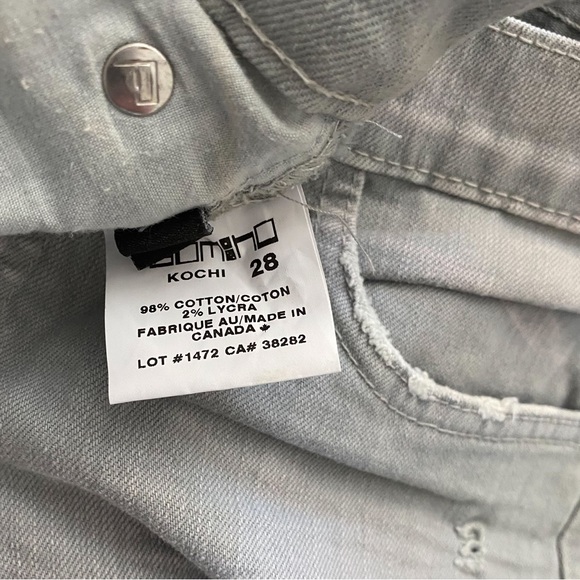 KOCHI 28
98% COTTON/COTON
2% LYCRA
FABRIQUE AU/MADE IN
CANADA
LOT #1472 CA# 38282